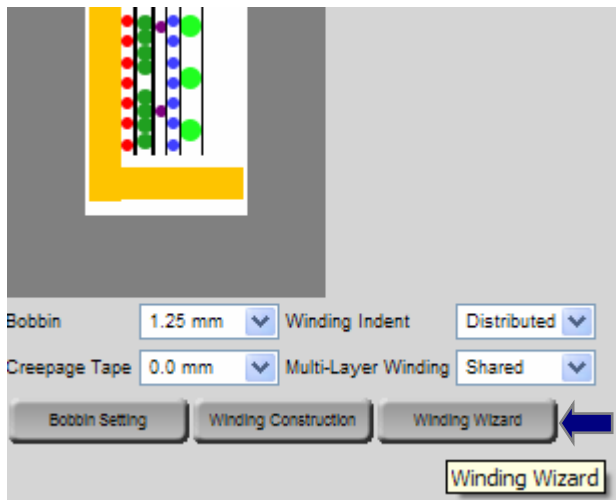 Bobbin 1.25 mm Winding Indent Distributed
Creepage Tape 0.0 mm Multi-Layer Winding Shared
Bobbin Setting Winding Construction Winding Wizard
Winding Wizard